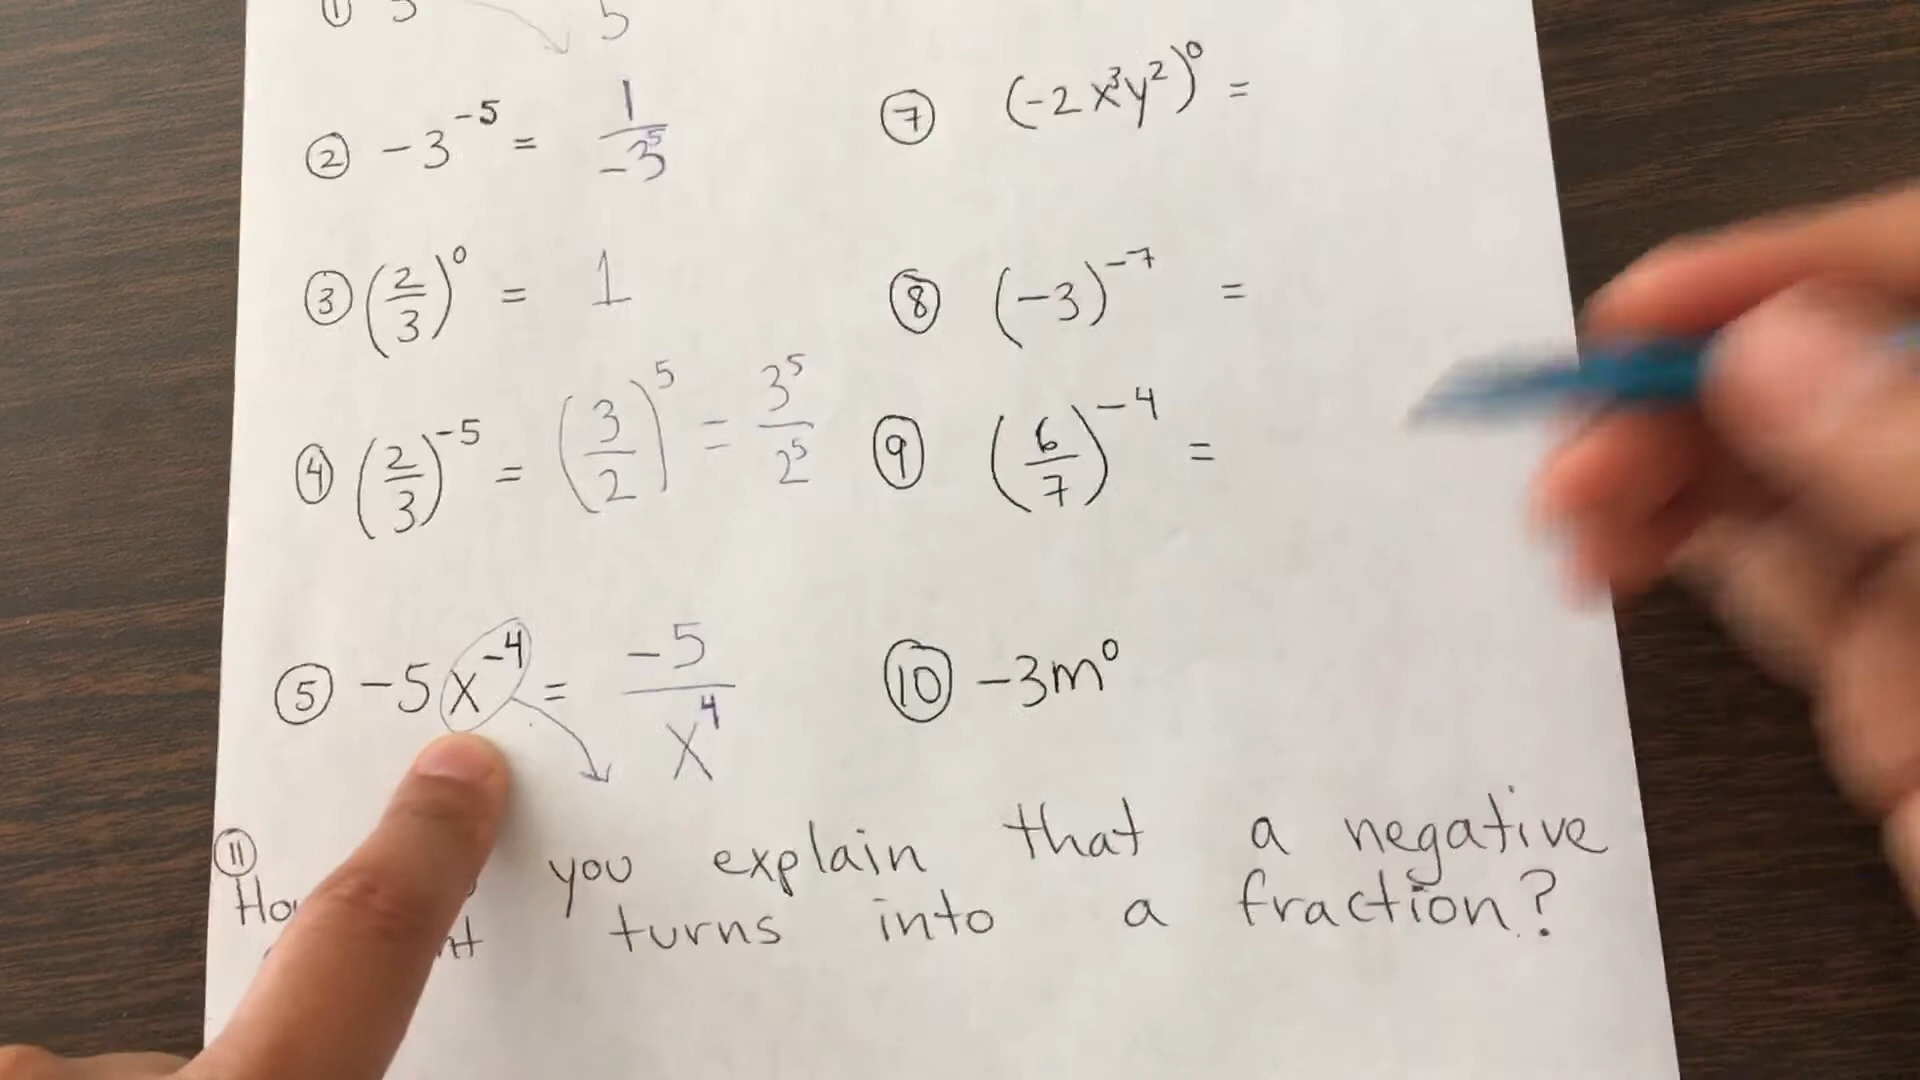 ① 5 5
② -3⁻⁵ = 1/-3⁵
③ (2/3)⁰ = 1
④ (2/3)⁻⁵ = (3/2)⁵ = 3⁵/2⁵
⑤ -5x⁻⁴ = -5/x⁴
⑦ (-2x³y²)⁰ =
⑧ (-3)⁻⁷ =
⑨ (6/7)⁻⁴ =
⑩ -3m⁰
⑪
you explain that a negative
turns into a fraction?